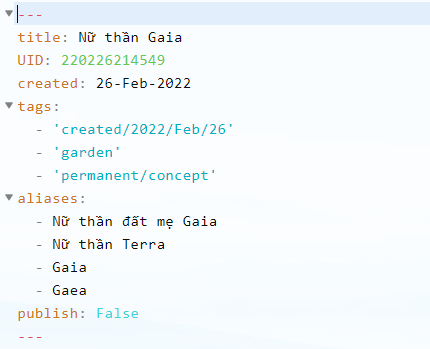 ---
title: Nữ thần Gaia
UID: 220226214549
created: 26-Feb-2022
tags:
- 'created/2022/Feb/26'
- 'garden'
- 'permanent/concept'
aliases:
- Nữ thần đất mẹ Gaia
- Nữ thần Terra
- Gaia
- Gaea
publish: False
---